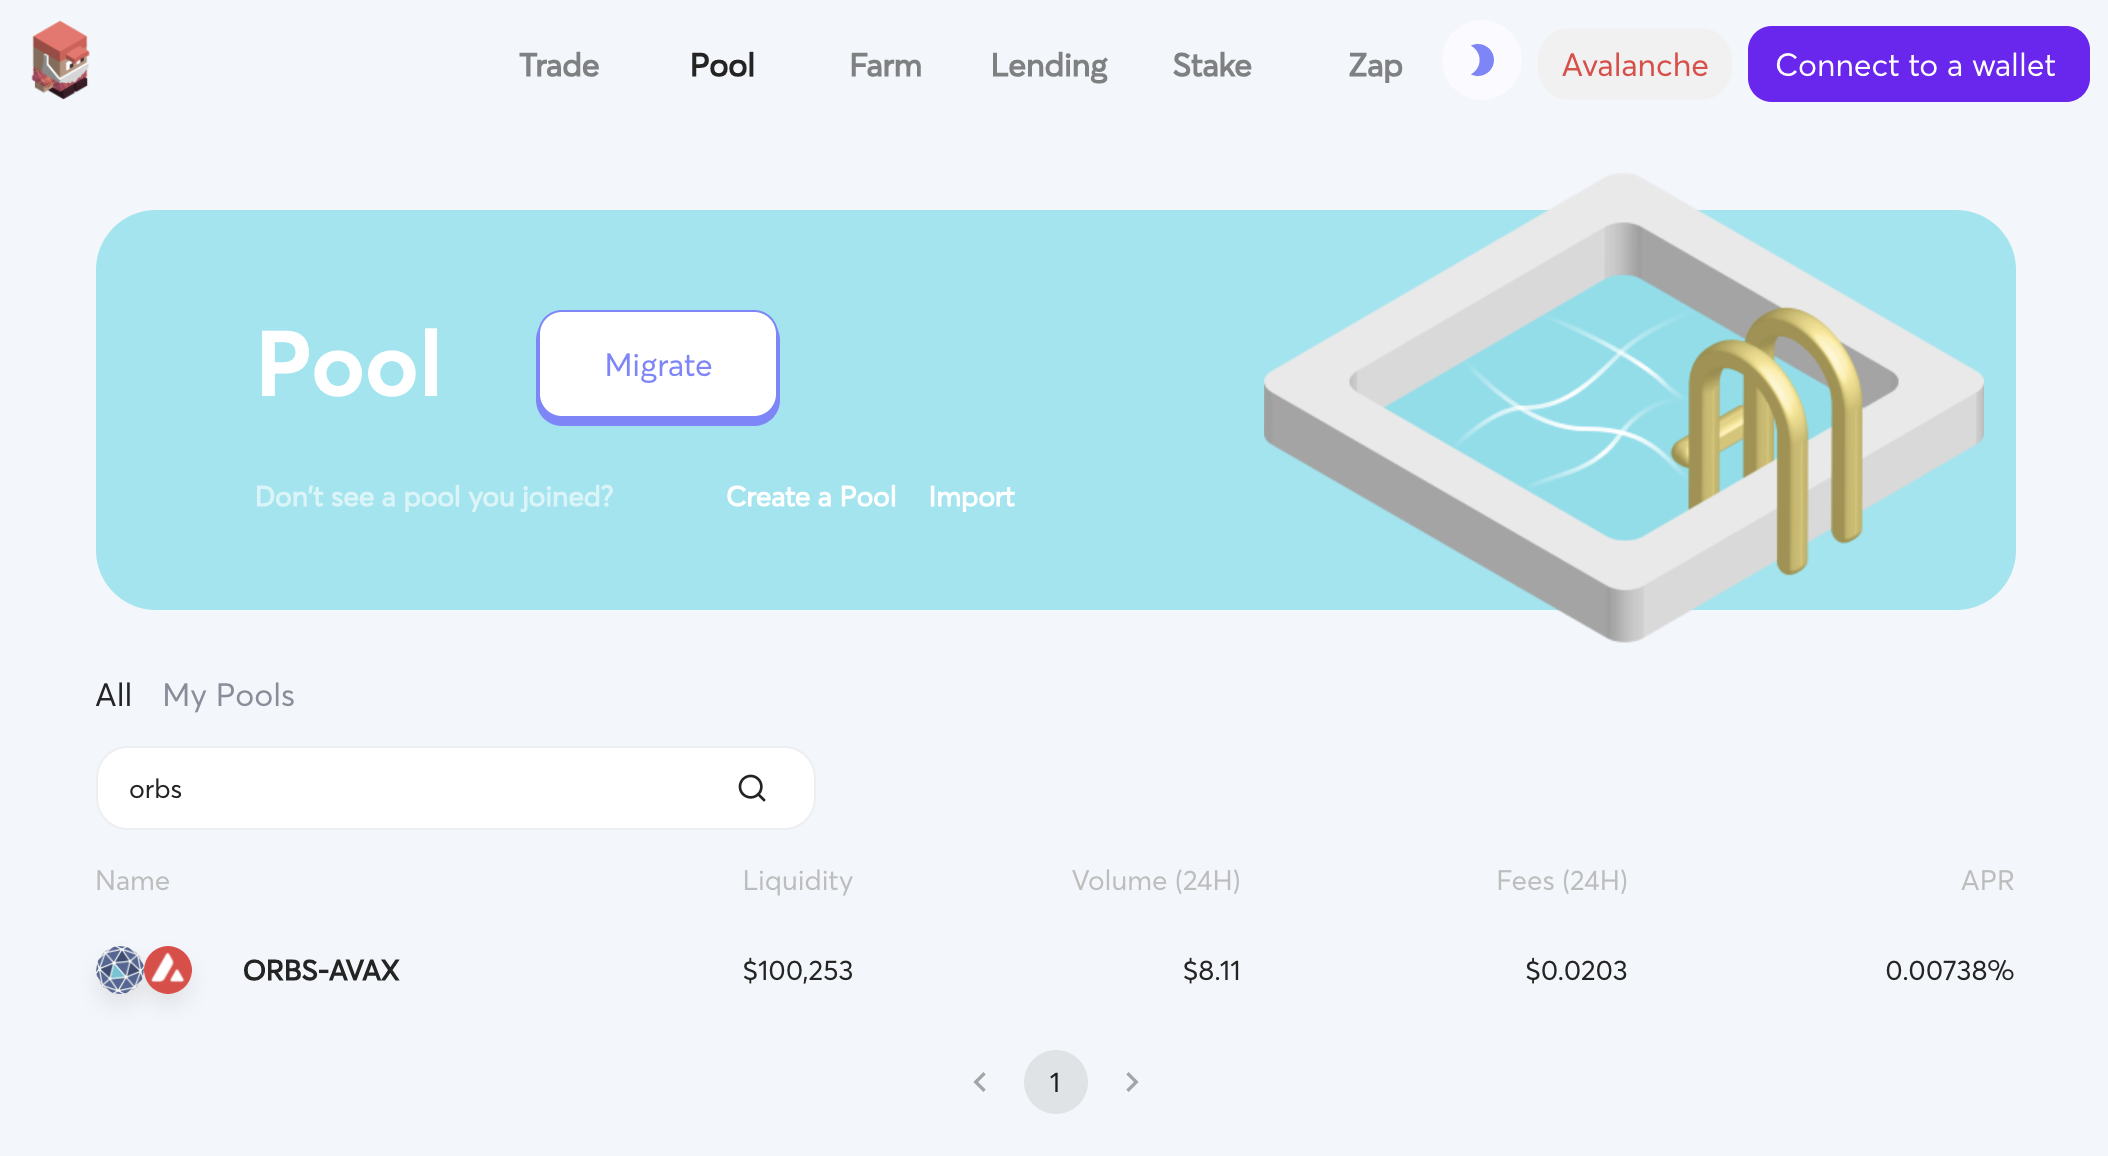 Trade Pool Farm Lending Stake Zap Avalanche Connect to a wallet
Pool Migrate
Don't see a pool you joined? Create a Pool Import
All My Pools
orbs
Name Liquidity Volume (24H) Fees (24H) APR
ORBS-AVAX $100,253 $8.11 $0.0203 0.00738%
1